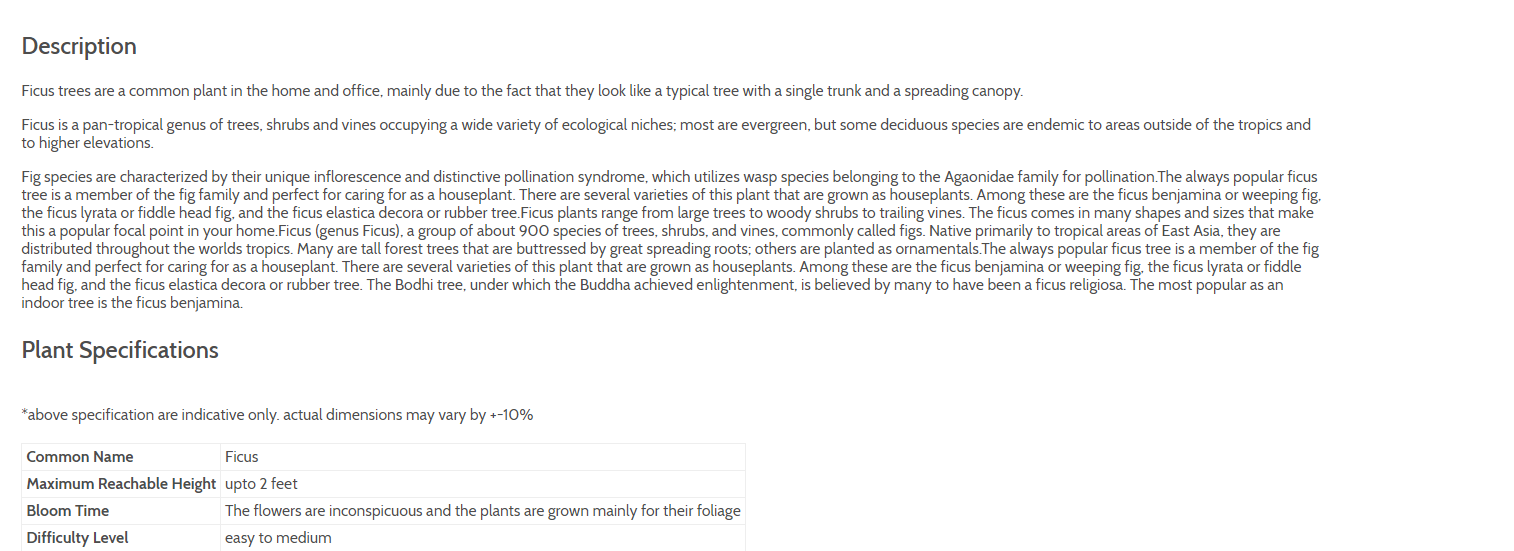 Description
Ficus trees are a common plant in the home and office, mainly due to the fact that they look like a typical tree with a single trunk and a spreading canopy.
Ficus is a pan-tropical genus of trees, shrubs and vines occupying a wide variety of ecological niches; most are evergreen, but some deciduous species are endemic to areas outside of the tropics and
to higher elevations.
Fig species are characterized by their unique inflorescence and distinctive pollination syndrome, which utilizes wasp species belonging to the Agaonidae family for pollination.The always popular ficus
tree is a member of the fig family and perfect for caring for as a houseplant. There are several varieties of this plant that are grown as houseplants. Among these are the ficus benjamina or weeping fig,
the ficus lyrata or fiddle head fig, and the ficus elastica decora or rubber tree.Ficus plants range from large trees to woody shrubs to trailing vines. The ficus comes in many shapes and sizes that make
this a popular focal point in your home.Ficus (genus Ficus), a group of about 900 species of trees, shrubs, and vines, commonly called figs. Native primarily to tropical areas of East Asia, they are
distributed throughout the worlds tropics. Many are tall forest trees that are buttressed by great spreading roots; others are planted as ornamentals.The always popular ficus tree is a member of the fig
family and perfect for caring for as a houseplant. There are several varieties of this plant that are grown as houseplants. Among these are the ficus benjamina or weeping fig, the ficus lyrata or fiddle
head fig, and the ficus elastica decora or rubber tree. The Bodhi tree, under which the Buddha achieved enlightenment, is believed by many to have been a ficus religiosa. The most popular as an
indoor tree is the ficus benjamina.
Plant Specifications
*above specification are indicative only. actual dimensions may vary by +-10%
Common Name Ficus
Maximum Reachable Height upto 2 feet
Bloom Time The flowers are inconspicuous and the plants are grown mainly for their foliage
Difficulty Level easy to medium